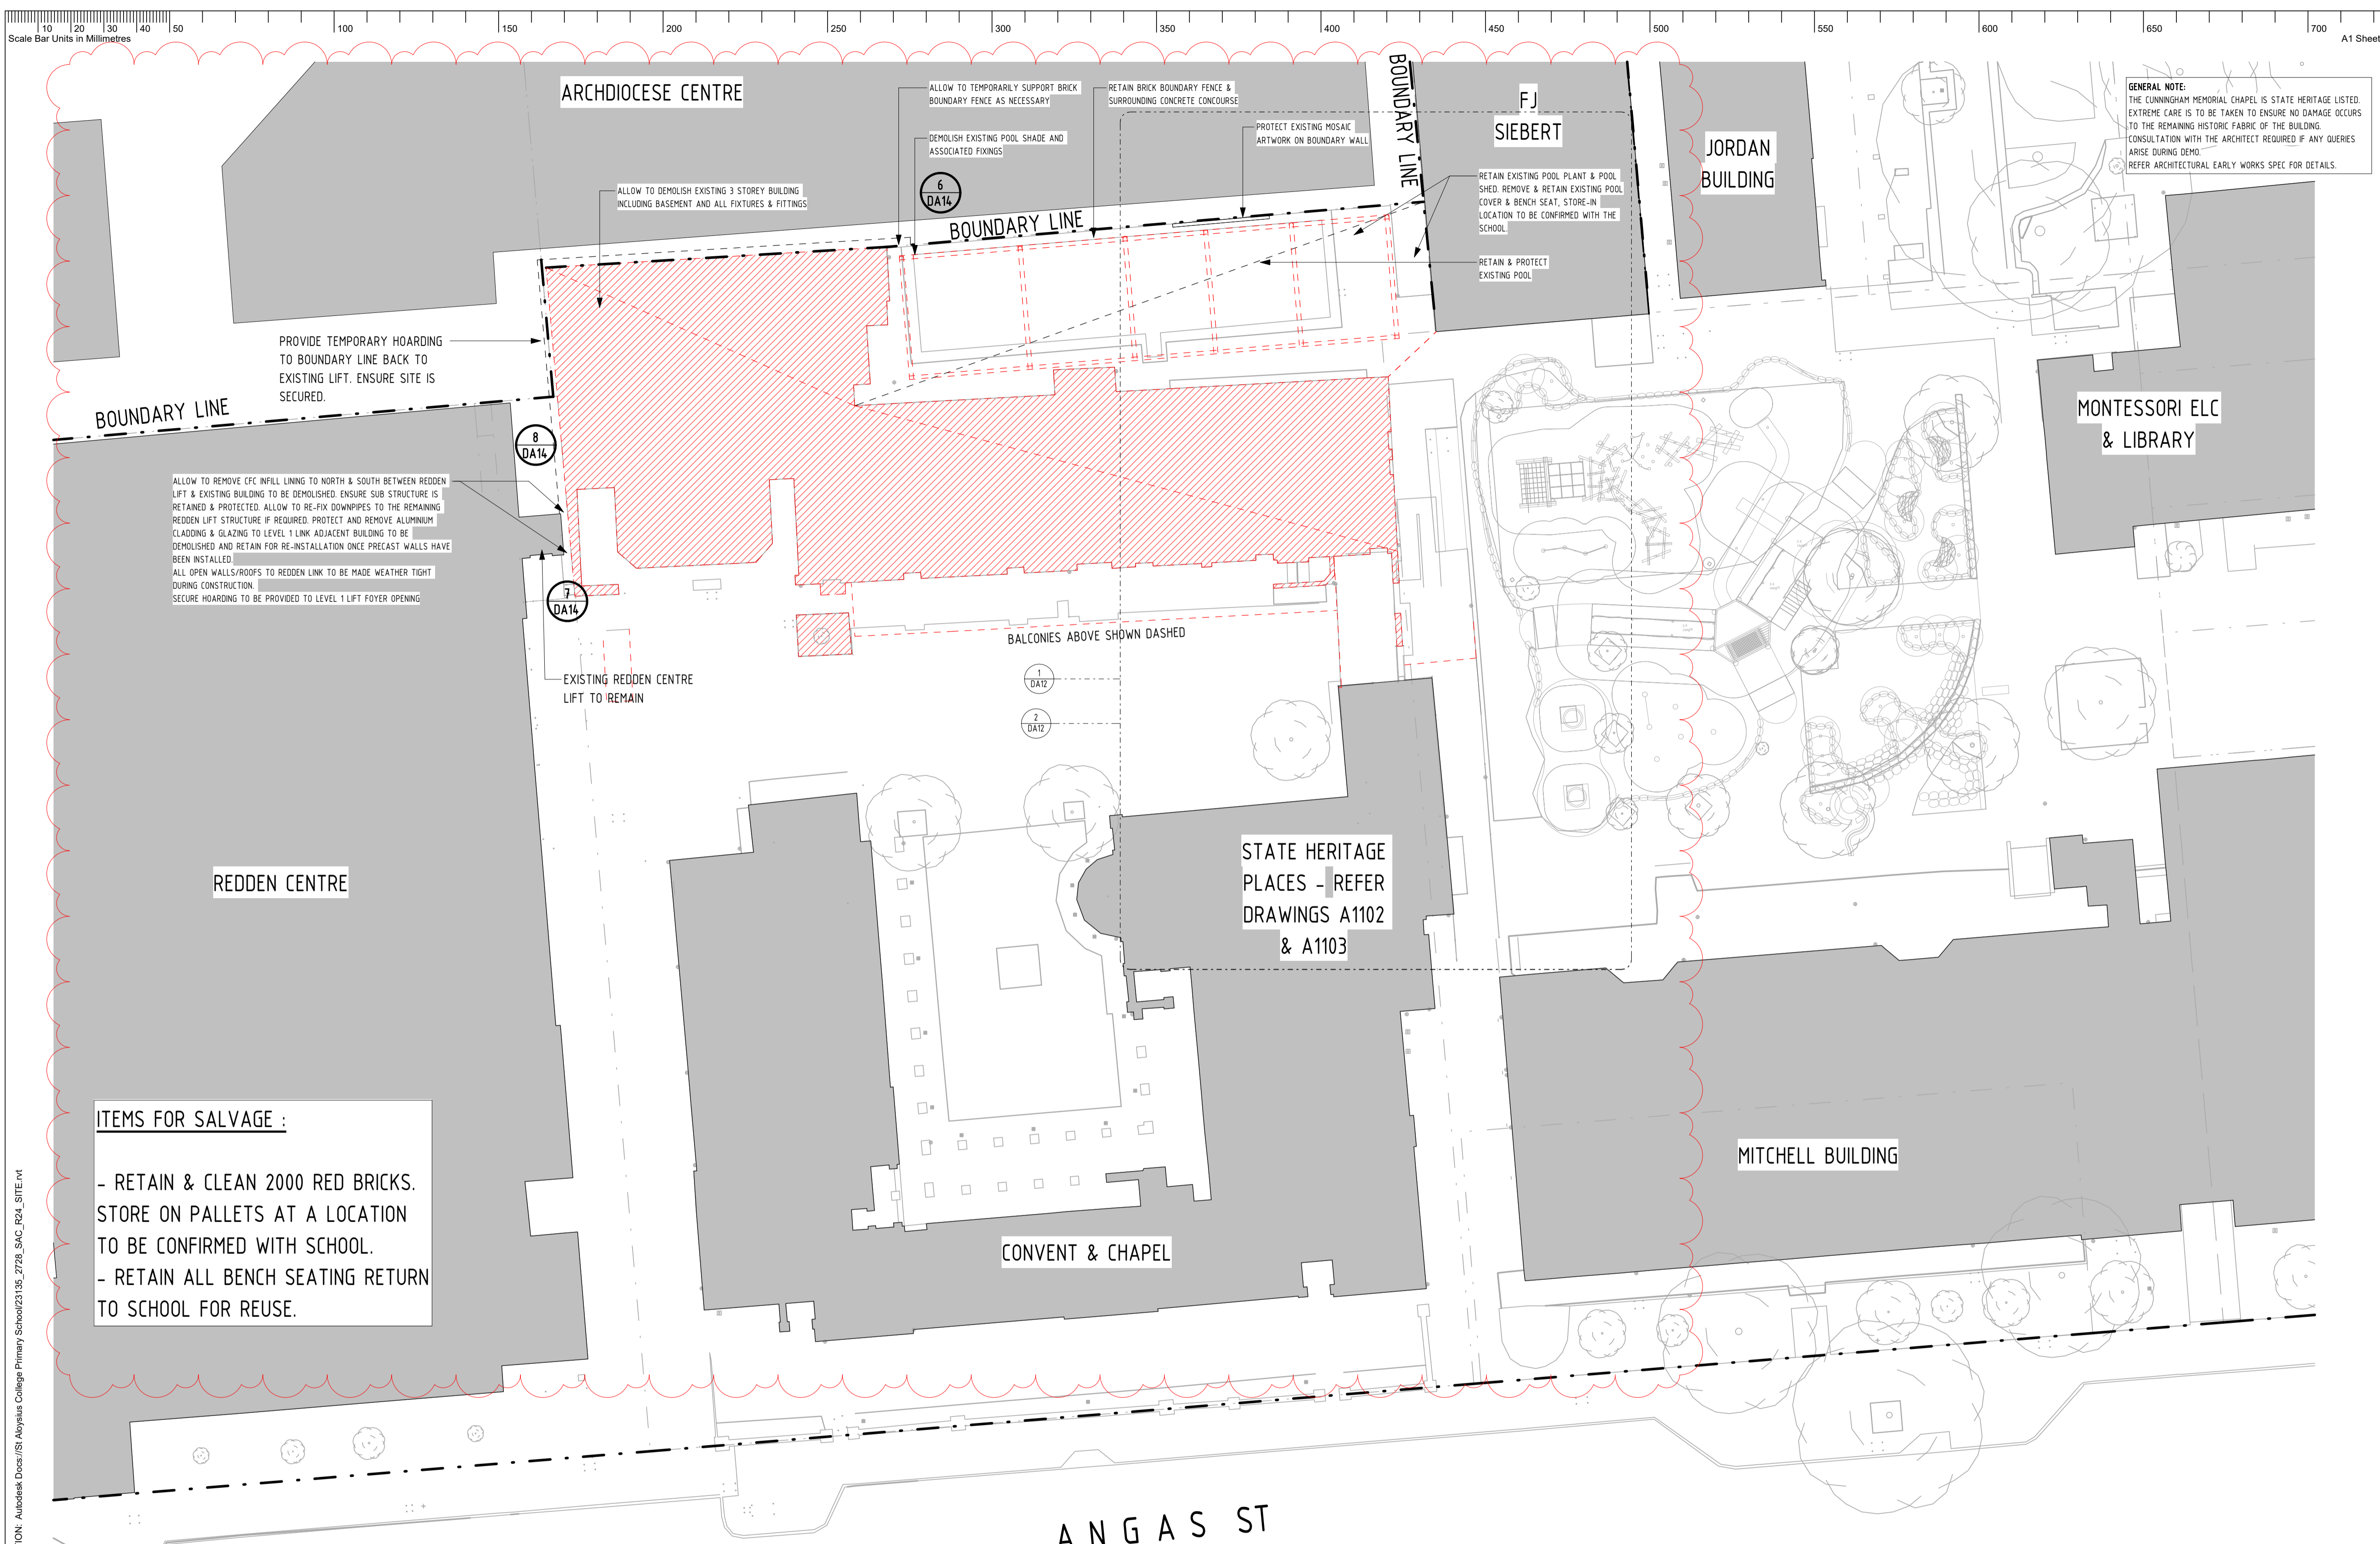 10 20 30 40 50 100 150 200 250 300 350 400 450 500 550 600 650 700
Scale Bar Units in Millimetres
A1 Sheet
ARCHDIOCESE CENTRE
ALLOW TO TEMPORARILY SUPPORT BRICK
BOUNDARY FENCE AS NECESSARY
RETAIN BRICK BOUNDARY FENCE &
SURROUNDING CONCRETE CONCOURSE
DEMOLISH EXISTING POOL SHADE AND
ASSOCIATED FIXINGS
PROTECT EXISTING MOSAIC
ARTWORK ON BOUNDARY WALL
BOUNDARY LINE
FJ
SIEBERT
JORDAN
BUILDING
GENERAL NOTE:
THE CUNNINGHAM MEMORIAL CHAPEL IS STATE HERITAGE LISTED.
EXTREME CARE IS TO BE TAKEN TO ENSURE NO DAMAGE OCCURS
TO THE REMAINING HISTORIC FABRIC OF THE BUILDING.
CONSULTATION WITH THE ARCHITECT REQUIRED IF ANY QUERIES
ARISE DURING DEMO.
REFER ARCHITECTURAL EARLY WORKS SPEC FOR DETAILS.
ALLOW TO DEMOLISH EXISTING 3 STOREY BUILDING
INCLUDING BASEMENT AND ALL FIXTURES & FITTINGS
6
DA14
BOUNDARY LINE
RETAIN EXISTING POOL PLANT & POOL
SHED. REMOVE & RETAIN EXISTING POOL
COVER & BENCH SEAT, STORE-IN
LOCATION TO BE CONFIRMED WITH THE
SCHOOL.
RETAIN & PROTECT
EXISTING POOL
PROVIDE TEMPORARY HOARDING
TO BOUNDARY LINE BACK TO
EXISTING LIFT. ENSURE SITE IS
SECURED.
BOUNDARY LINE
MONTESSORI ELC
& LIBRARY
8
DA14
ALLOW TO REMOVE CFC INFILL LINING TO NORTH & SOUTH BETWEEN REDDEN
LIFT & EXISTING BUILDING TO BE DEMOLISHED. ENSURE SUB STRUCTURE IS
RETAINED & PROTECTED. ALLOW TO RE-FIX DOWNPIPES TO THE REMAINING
REDDEN LIFT STRUCTURE IF REQUIRED. PROTECT AND REMOVE ALUMINIUM
CLADDING & GLAZING TO LEVEL 1 LINK ADJACENT BUILDING TO BE
DEMOLISHED AND RETAIN FOR RE-INSTALLATION ONCE PRECAST WALLS HAVE
BEEN INSTALLED.
ALL OPEN WALLS/ROOFS TO REDDEN LINK TO BE MADE WEATHER TIGHT
DURING CONSTRUCTION.
SECURE HOARDING TO BE PROVIDED TO LEVEL 1 LIFT FOYER OPENING
7
DA14
BALCONIES ABOVE SHOWN DASHED
EXISTING REDDEN CENTRE
LIFT TO REMAIN
1
DA12
2
DA12
REDDEN CENTRE
STATE HERITAGE
PLACES - REFER
DRAWINGS A1102
& A1103
ITEMS FOR SALVAGE :
- RETAIN & CLEAN 2000 RED BRICKS.
STORE ON PALLETS AT A LOCATION
TO BE CONFIRMED WITH SCHOOL.
- RETAIN ALL BENCH SEATING RETURN
TO SCHOOL FOR REUSE.
MITCHELL BUILDING
CONVENT & CHAPEL
ANGAS ST
ION: Autodesk Docs://St Aloysius College Primary School/23135_2728_SAC_R24_SITE.rvt